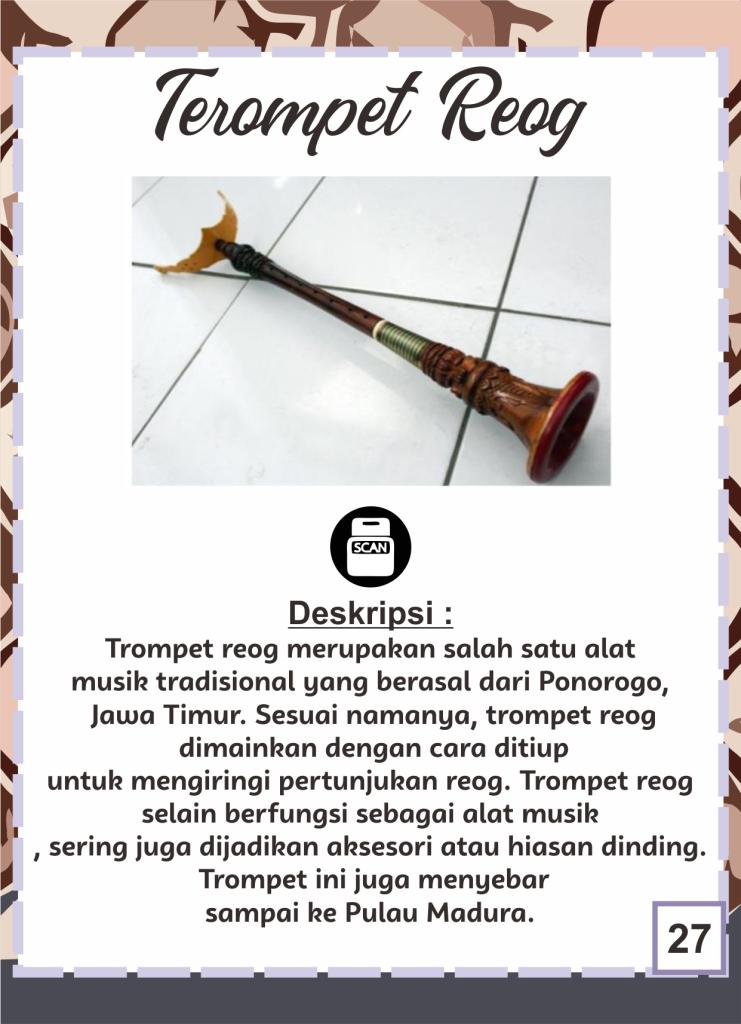 Terompet Reog
SCAN
Deskripsi :
Trompet reog merupakan salah satu alat
musik tradisional yang berasal dari Ponorogo,
Jawa Timur. Sesuai namanya, trompet reog
dimainkan dengan cara ditiup
untuk mengiringi pertunjukan reog. Trompet reog
selain berfungsi sebagai alat musik
, sering juga dijadikan aksesori atau hiasan dinding.
Trompet ini juga menyebar
sampai ke Pulau Madura.
27